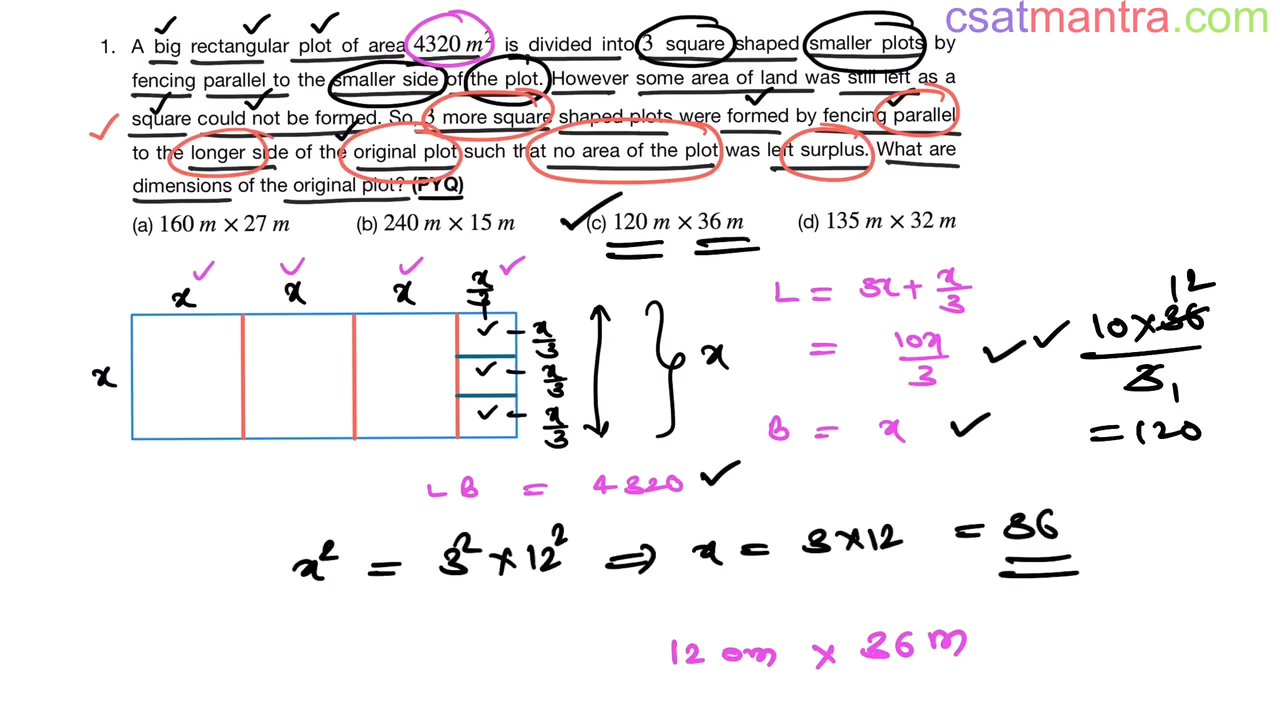 csatmantra.com
1. A big rectangular plot of area 4320 m² is divided into 3 square shaped smaller plots by
fencing parallel to the smaller side of the plot. However some area of land was still left as a
square could not be formed. So, 3 more square shaped plots were formed by fencing parallel
to the longer side of the original plot such that no area of the plot was left surplus. What are
dimensions of the original plot? (PYQ)
(a) 160 m × 27 m (b) 240 m × 15 m (c) 120 m × 36 m (d) 135 m × 32 m
x x x x/3
x
x/3
x/3
x/3
x
L = 3x + x/3
= 10x/3
B = x
12
10 × 36
3 1
= 120
LB = 4320
x² = 3² × 12² ⇒ x = 3 × 12 = 36
120m × 36 m